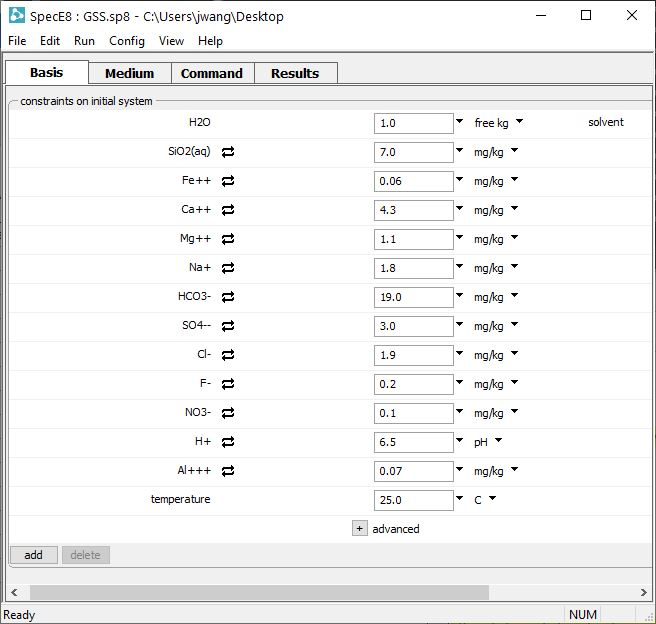 SpecE8 : GSS.sp8 - C:\Users\jwang\Desktop
File Edit Run Config View Help
Basis Medium Command Results
constraints on initial system
H2O 1.0 free kg solvent
SiO2(aq) 7.0 mg/kg
Fe++ 0.06 mg/kg
Ca++ 4.3 mg/kg
Mg++ 1.1 mg/kg
Na+ 1.8 mg/kg
HCO3- 19.0 mg/kg
SO4-- 3.0 mg/kg
Cl- 1.9 mg/kg
F- 0.2 mg/kg
NO3- 0.1 mg/kg
H+ 6.5 pH
Al+++ 0.07 mg/kg
temperature 25.0 C
+ advanced
add delete
Ready NUM